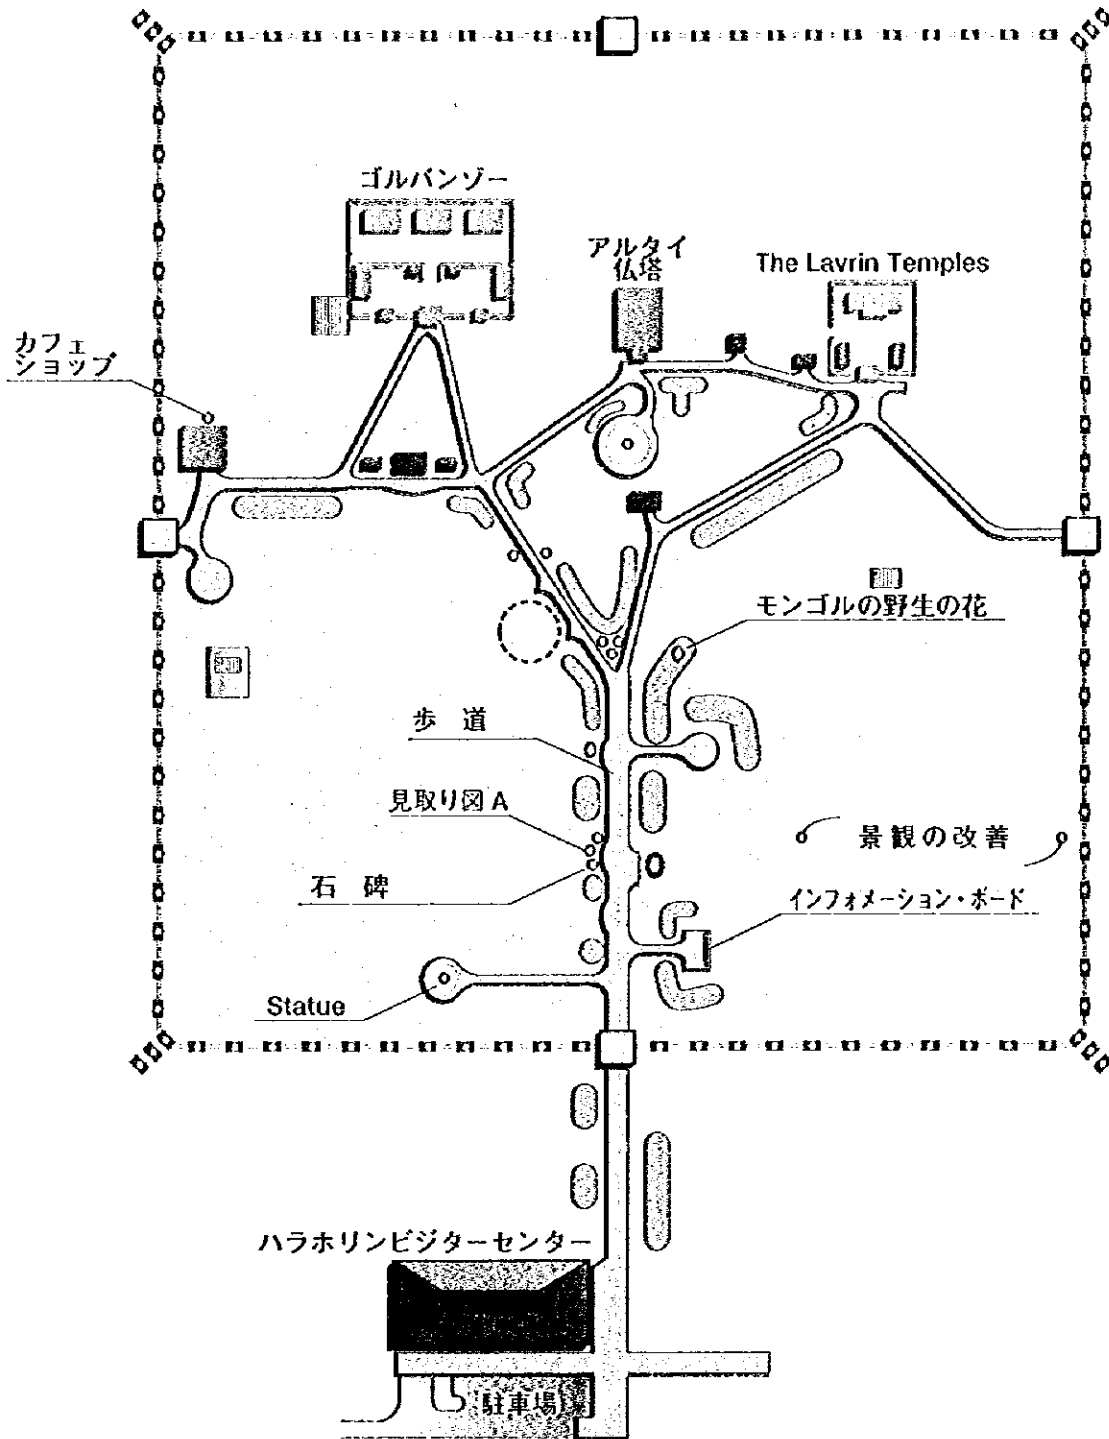 ゴルバンゾー
アルタイ
仏塔
The Lavrin Temples
カフェ
ショップ
モンゴルの野生の花
歩 道
見取り図 A
景観の改善
石 碑
インフォメーション・ボード
Statue
ハラホリンビジターセンター
駐車場